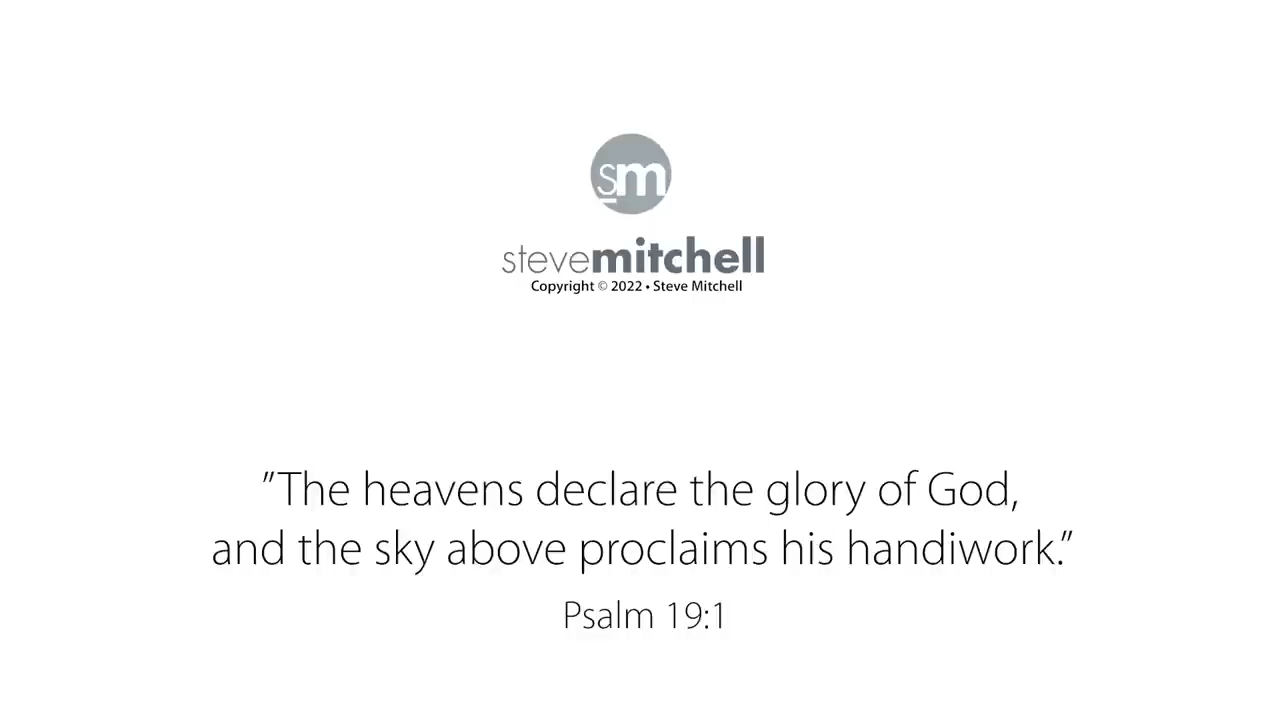 sm
stevemitchell
Copyright © 2022 • Steve Mitchell
”The heavens declare the glory of God,
and the sky above proclaims his handiwork.”
Psalm 19:1